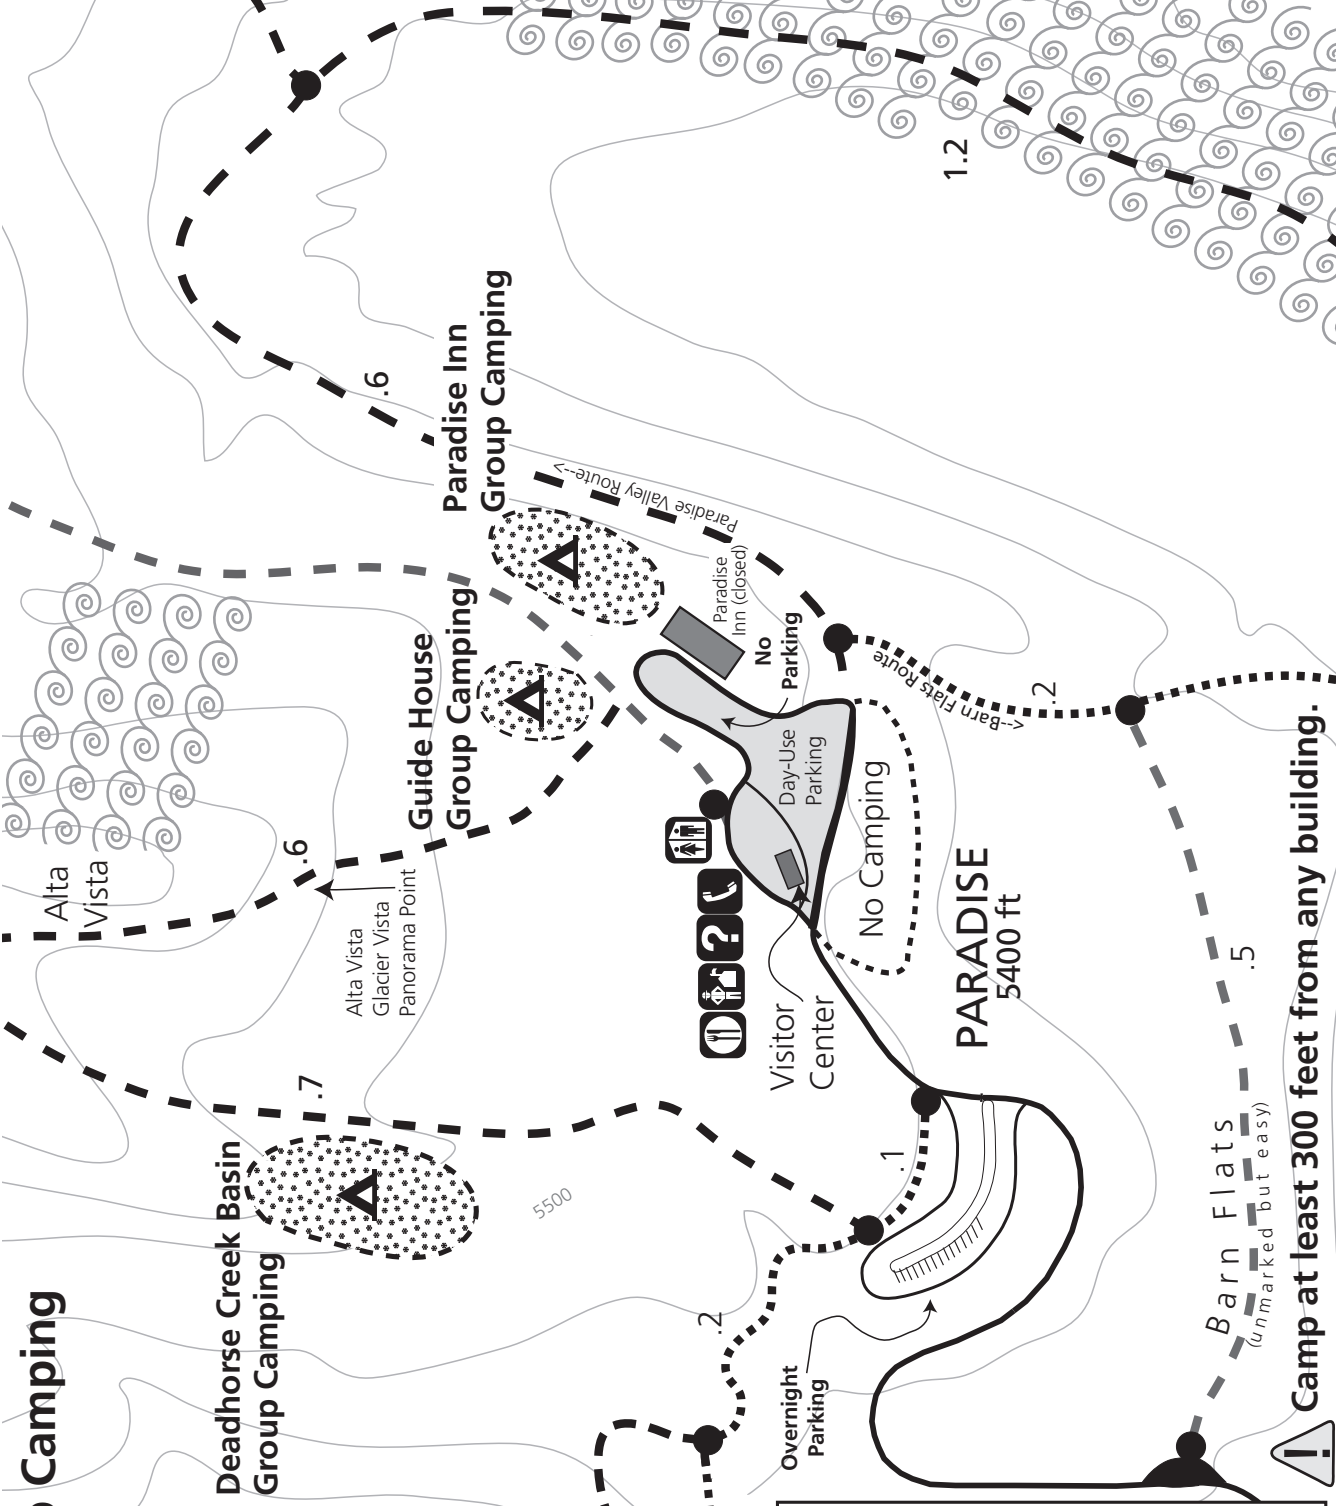 Camping
Deadhorse Creek Basin
Group Camping
Alta
Vista
Alta Vista
Glacier Vista
Panorama Point
.6
.7
Guide House
Group Camping
Paradise Inn
Group Camping
.6
Paradise Valley Route-->
Paradise
Inn (closed)
No
Parking
Day-Use
Parking
No Camping
Visitor
Center
?
PARADISE
5400 ft
5500
.1
.2
Overnight
Parking
<--Barn Flats Route
.2
1.2
.5
Barn Flats
(unmarked but easy)
! Camp at least 300 feet from any building.